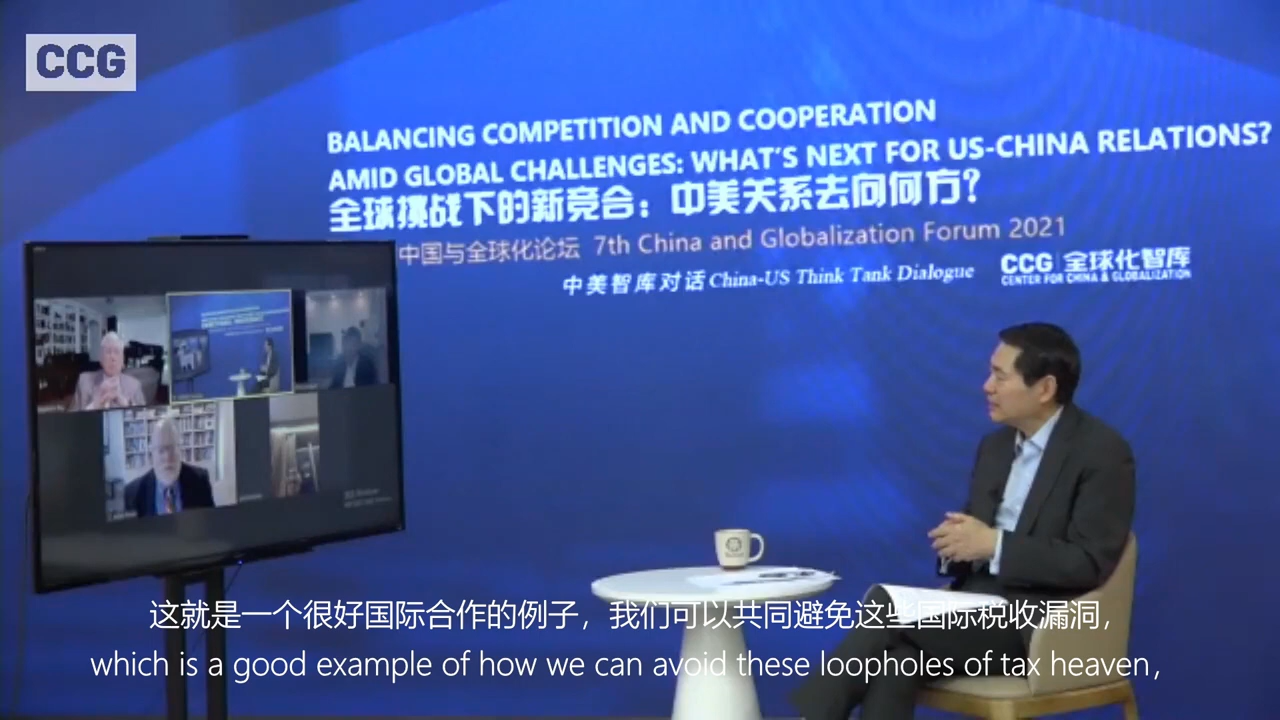 CCG
BALANCING COMPETITION AND COOPERATION
AMID GLOBAL CHALLENGES: WHAT'S NEXT FOR US-CHINA RELATIONS?
全球挑战下的新竞合：中美关系去向何方？
中国与全球化论坛 7th China and Globalization Forum 2021
中美智库对话 China-US Think Tank Dialogue
CCG 全球化智库
CENTER FOR CHINA & GLOBALIZATION
这就是一个很好国际合作的例子，我们可以共同避免这些国际税收漏洞，
which is a good example of how we can avoid these loopholes of tax heaven,